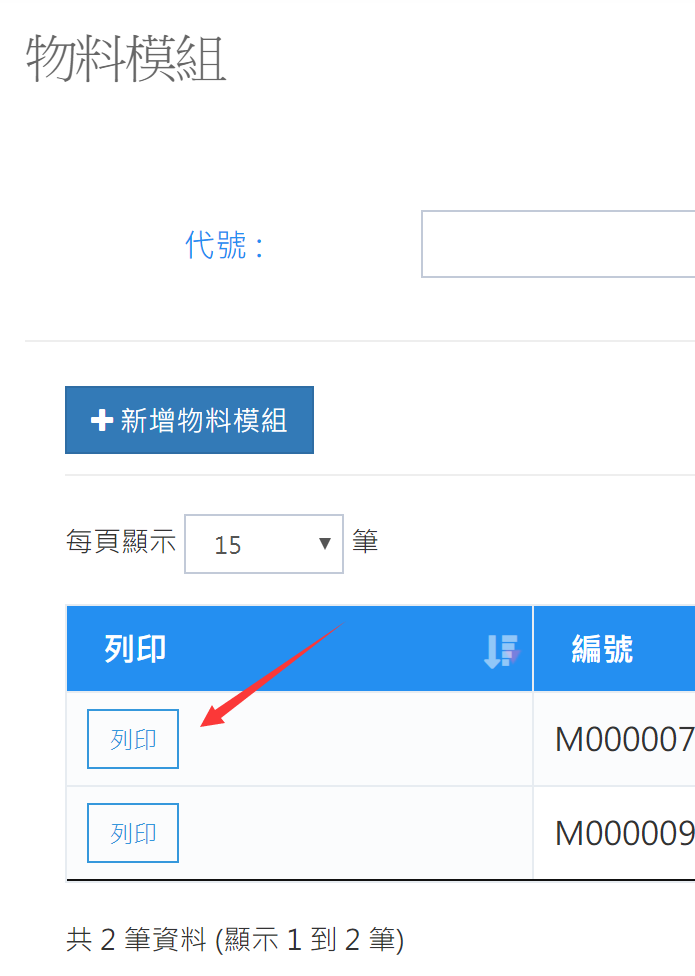 物料模組
代號 :
新增物料模組
每頁顯示 15 筆
列印 編號
列印 M000007
列印 M000009
共 2 筆資料 (顯示 1 到 2 筆)